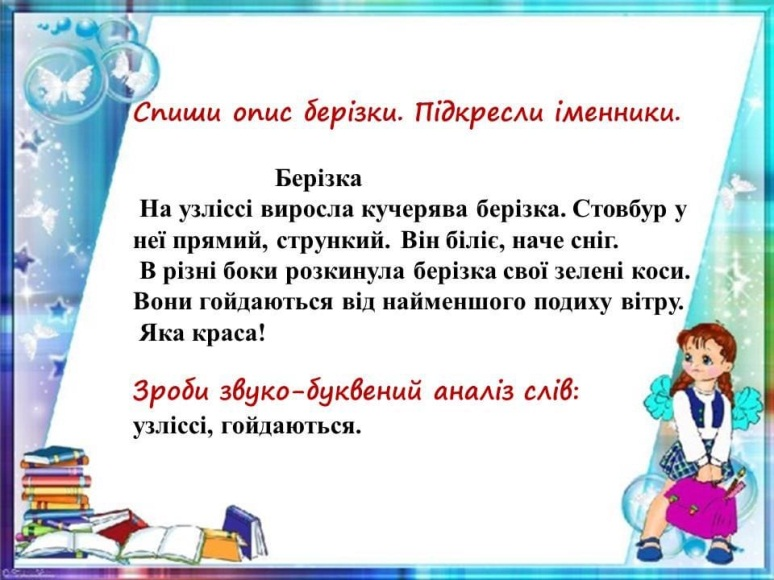 Спиши опис берізки. Підкресли іменники.
Берізка
На узліссі виросла кучерява берізка. Стовбур у
неї прямий, стрункий. Він біліє, наче сніг.
В різні боки розкинула берізка свої зелені коси.
Вони гойдаються від найменшого подиху вітру.
Яка краса!
Зроби звуко-буквений аналіз слів:
узліссі, гойдаються.